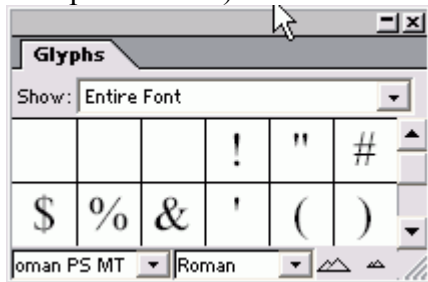 Glyphs
Show: Entire Font
! " #
$ % & ' ( )
oman PS MT Roman